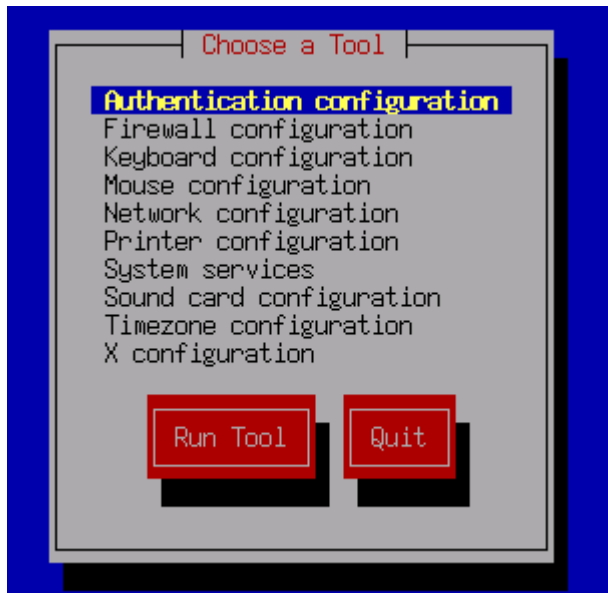 Choose a Tool
Authentication configuration
Firewall configuration
Keyboard configuration
Mouse configuration
Network configuration
Printer configuration
System services
Sound card configuration
Timezone configuration
X configuration
Run Tool
Quit